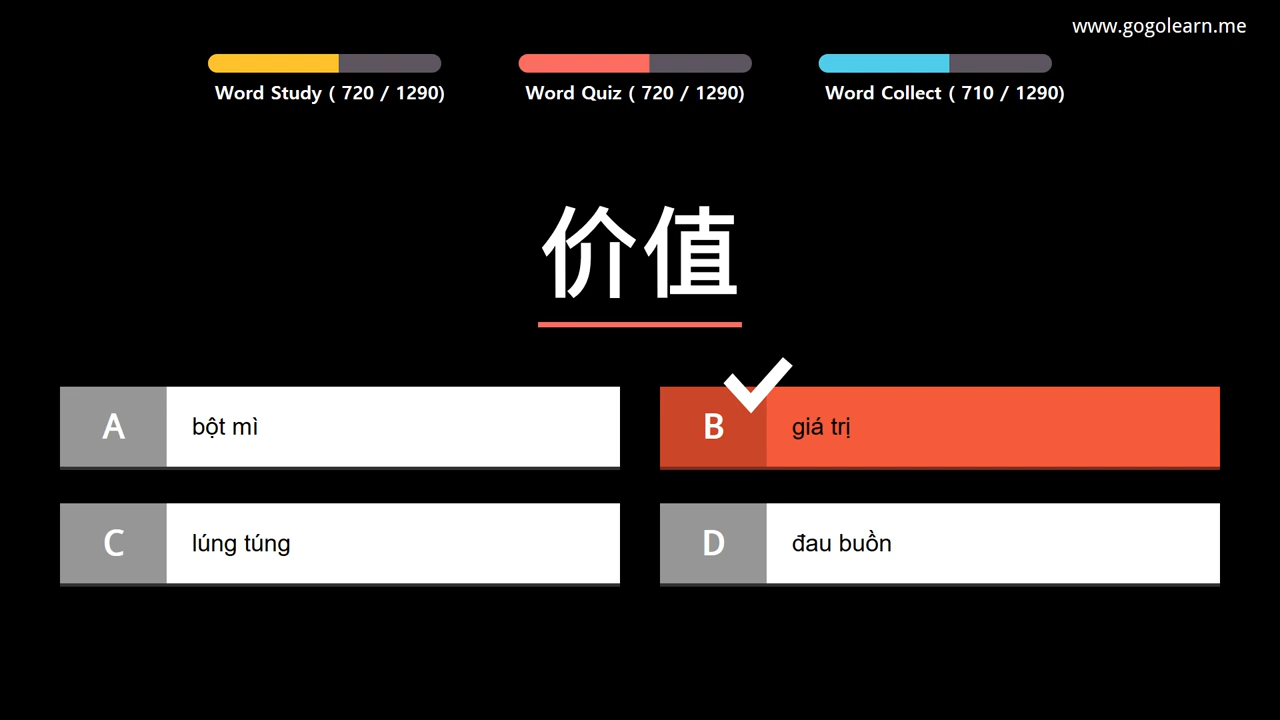 www.gogolearn.me
Word Study ( 720 / 1290)
Word Quiz ( 720 / 1290)
Word Collect ( 710 / 1290)
价值
A bột mì
B giá trị
C lúng túng
D đau buồn